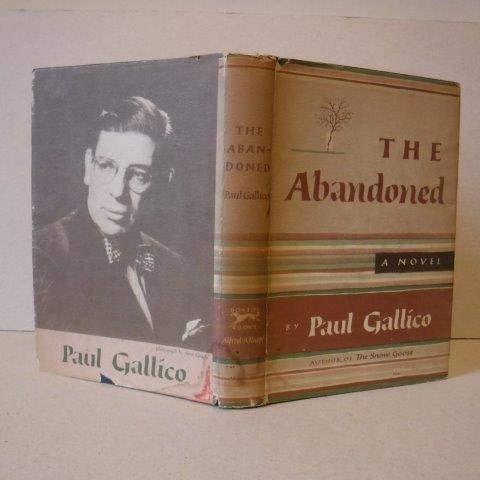 Paul Gallico
THE
ABAN-
DONED
Paul Gallico
BORZOI
BOOKS
Alfred A Knopf
THE
Abandoned
A NOVEL
BY Paul Gallico
AUTHOR OF The Snow Goose